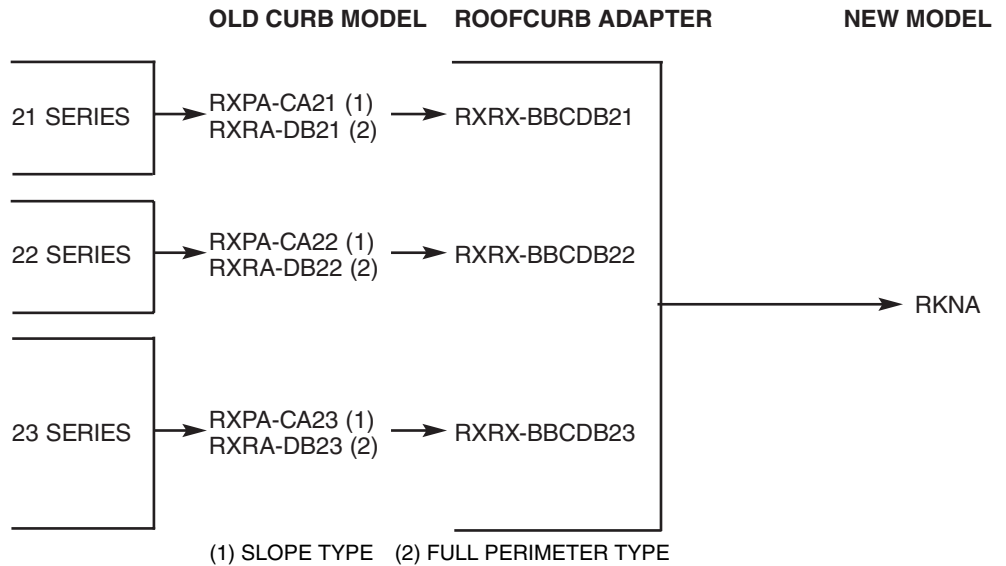 OLD CURB MODEL ROOFCURB ADAPTER NEW MODEL
21 SERIES
RXPA-CA21 (1)
RXRA-DB21 (2)
RXRX-BBCDB21
22 SERIES
RXPA-CA22 (1)
RXRA-DB22 (2)
RXRX-BBCDB22
RKNA
23 SERIES
RXPA-CA23 (1)
RXRA-DB23 (2)
RXRX-BBCDB23
(1) SLOPE TYPE (2) FULL PERIMETER TYPE